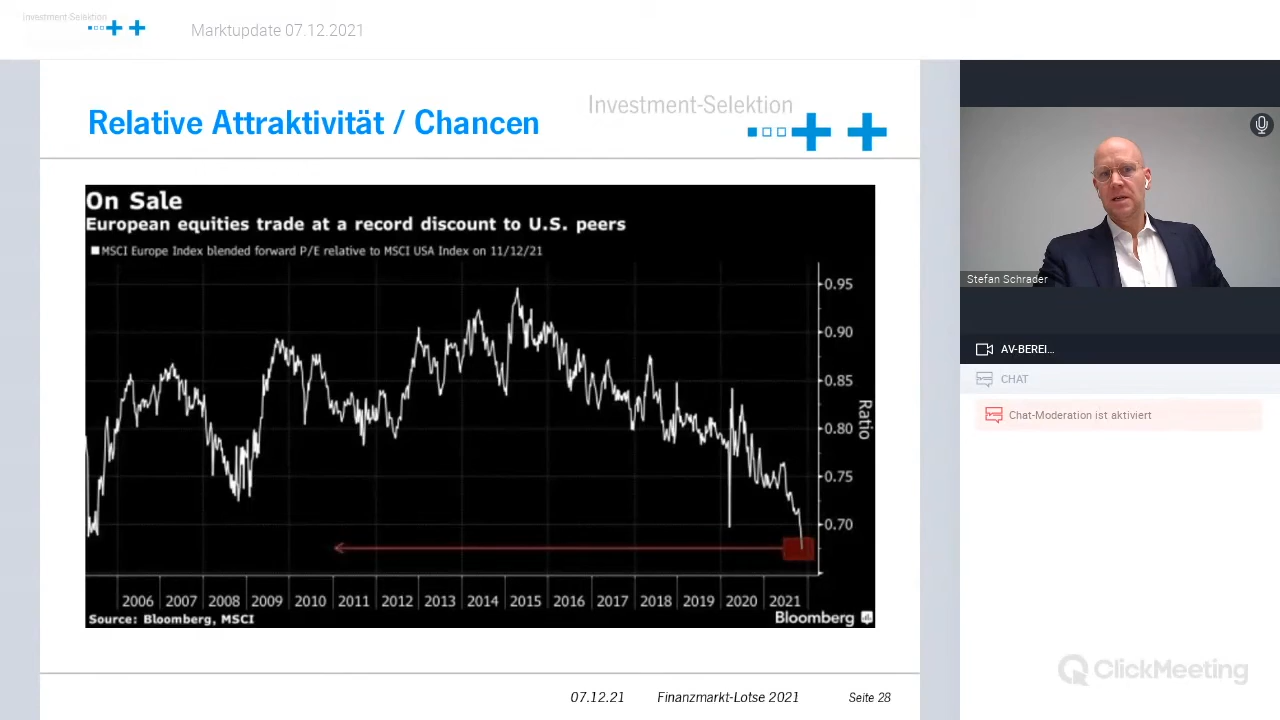 Investment-Selektion
Marktupdate 07.12.2021
Relative Attraktivität / Chancen
Investment-Selektion
On Sale
European equities trade at a record discount to U.S. peers
MSCI Europe Index blended forward P/E relative to MSCI USA Index on 11/12/21
0.95
0.90
0.85
0.80
0.75
0.70
Ratio
2006 2007 2008 2009 2010 2011 2012 2013 2014 2015 2016 2017 2018 2019 2020 2021
Source: Bloomberg, MSCI
Bloomberg
07.12.21 Finanzmarkt-Lotse 2021 Seite 28
Stefan Schrader
AV-BEREI...
CHAT
Chat-Moderation ist aktiviert
ClickMeeting